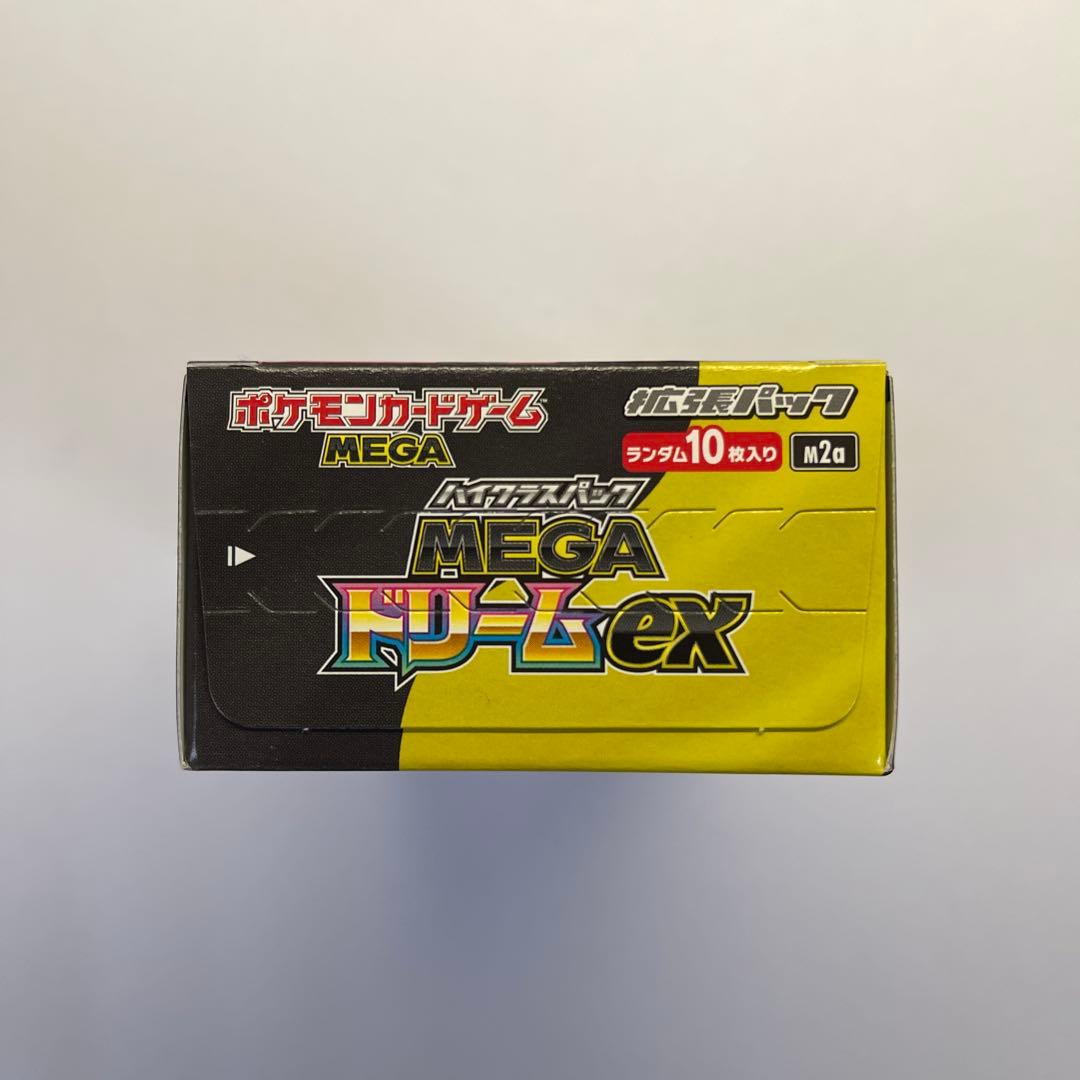 ポケモンカードゲーム™
MEGA
拡張パック
ランダム10枚入り
M2a
ハイクラスパック
MEGA
ドリームex